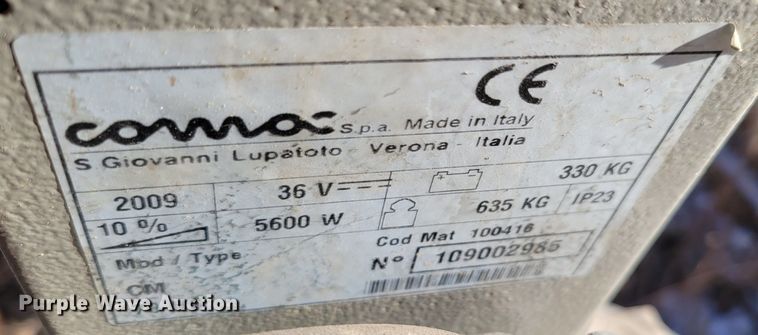 CE
comac S.p.a. Made in Italy
S Giovanni Lupatoto - Verona - Italia
2009 36 V 330 KG
10 % 5600 W 635 KG IP23
Mod / Type Cod Mat 100416
CM N° 109002985
Purple Wave Auction